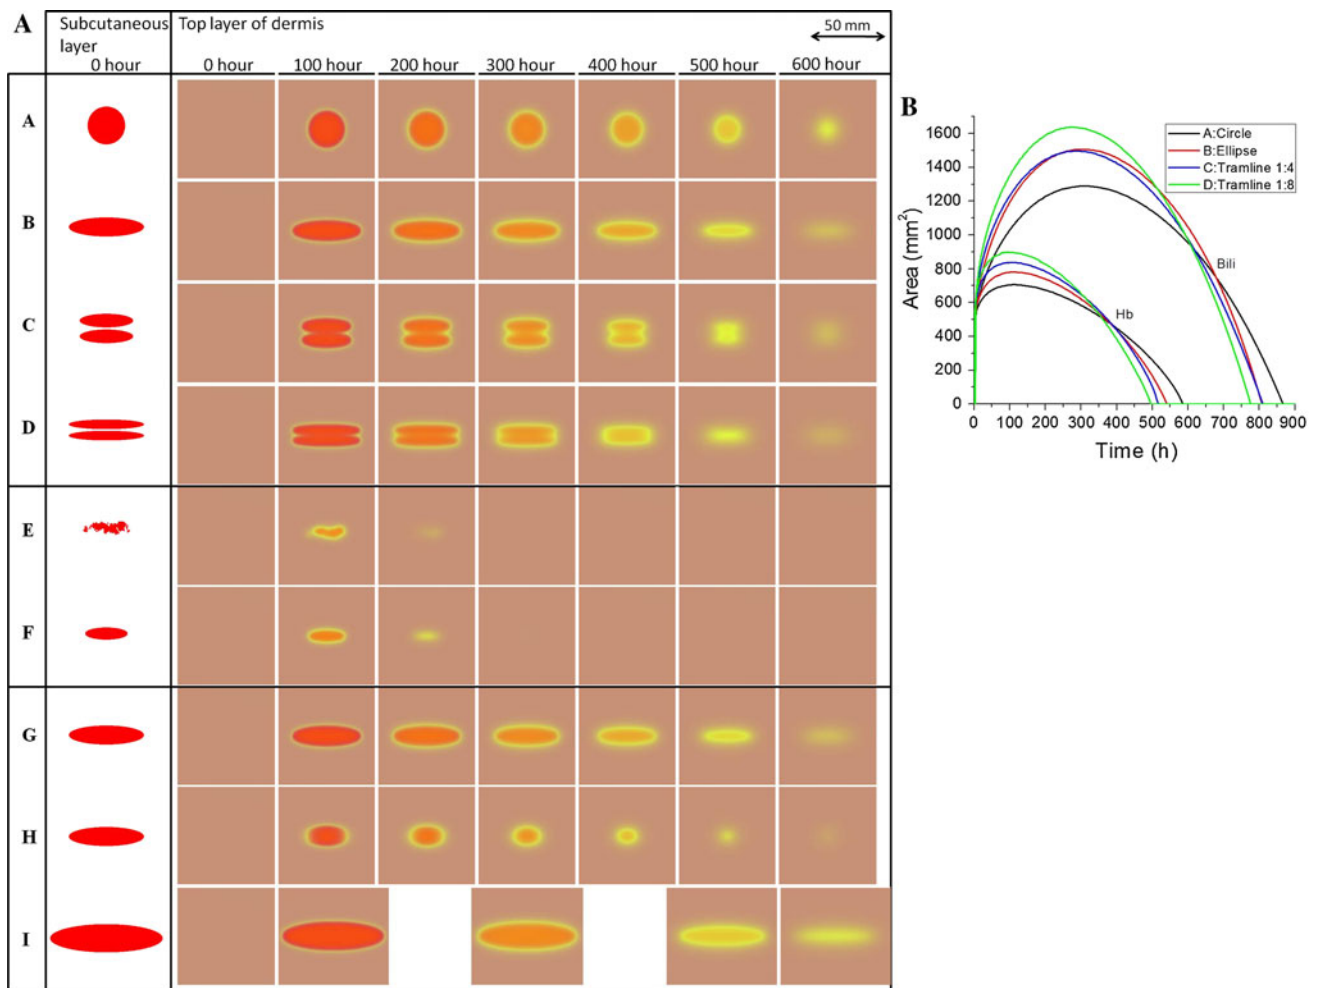 A
Subcutaneous
layer
0 hour
Top layer of dermis
50 mm
0 hour 100 hour 200 hour 300 hour 400 hour 500 hour 600 hour
A
B
C
D
E
F
G
H
I
B
A:Circle
B:Ellipse
C:Tramline 1:4
D:Tramline 1:8
Area (mm²)
1600
1400
1200
1000
800
600
400
200
0
Bili
Hb
0 100 200 300 400 500 600 700 800 900
Time (h)